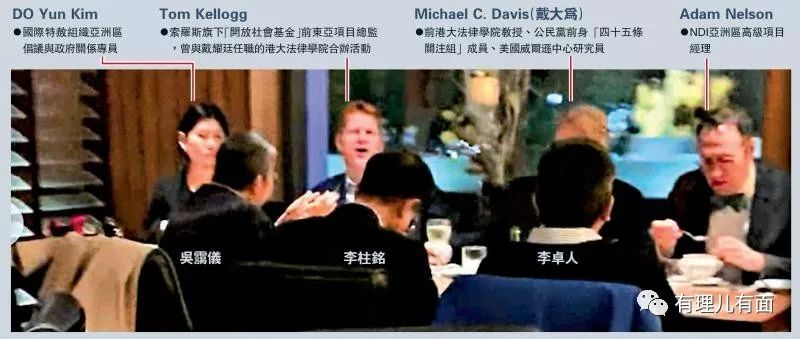 DO Yun Kim
●國際特赦組織亞洲區
倡議與政府關係專員
Tom Kellogg
●索羅斯旗下「開放社會基金」前東亞項目總監
，曾與戴耀廷任職的港大法律學院合辦活動
Michael C. Davis(戴大為)
●前港大法律學院教授、公民黨前身「四十五條
關注組」成員、美國威爾遜中心研究員
Adam Nelson
●NDI亞洲區高級項目
經理
吳靄儀
李柱銘
李卓人
有理儿有面